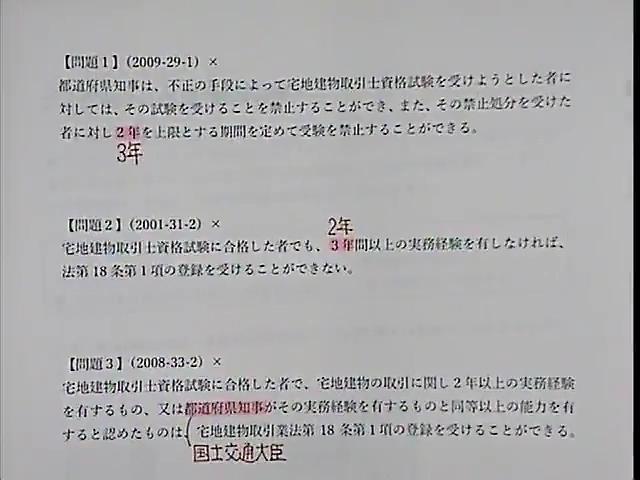 【問題1】(2009-29-1) ×
都道府県知事は、不正の手段によって宅地建物取引士資格試験を受けようとした者に
対しては、その試験を受けることを禁止することができ、また、その禁止処分を受けた
者に対し2年を上限とする期間を定めて受験を禁止することができる。
3年
【問題2】(2001-31-2) ×
2年
宅地建物取引士資格試験に合格した者でも、3年間以上の実務経験を有しなければ、
法第18条第1項の登録を受けることができない。
【問題3】(2008-33-2) ×
宅地建物取引士資格試験に合格した者で、宅地建物の取引に関し2年以上の実務経験
を有するもの、又は都道府県知事がその実務経験を有するものと同等以上の能力を有
すると認めたものは、宅地建物取引業法第18条第1項の登録を受けることができる。
国土交通大臣